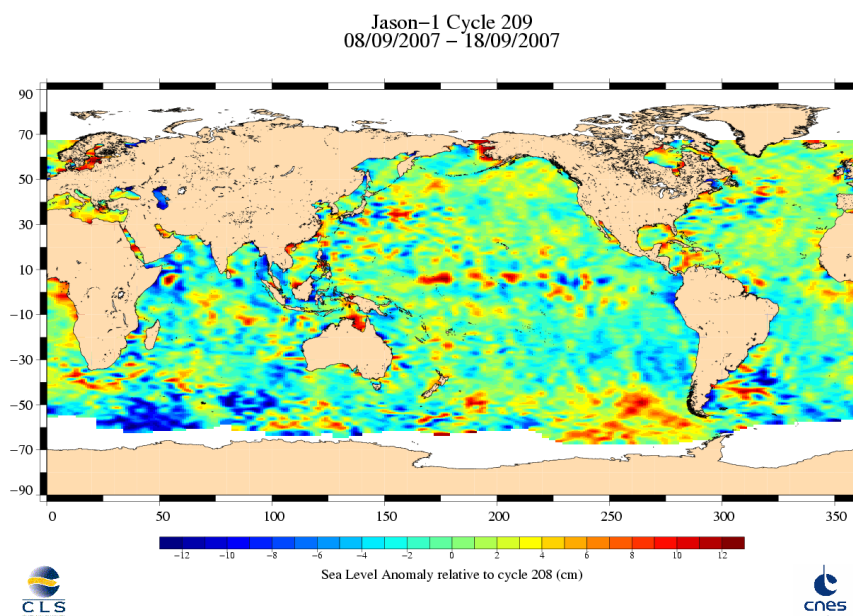 Jason-1 Cycle 209
08/09/2007 - 18/09/2007
90
70
50
30
10
-10
-30
-50
-70
-90
0 50 100 150 200 250 300 350
-12 -10 -8 -6 -4 -2 0 2 4 6 8 10 12
Sea Level Anomaly relative to cycle 208 (cm)
CLS
cnes